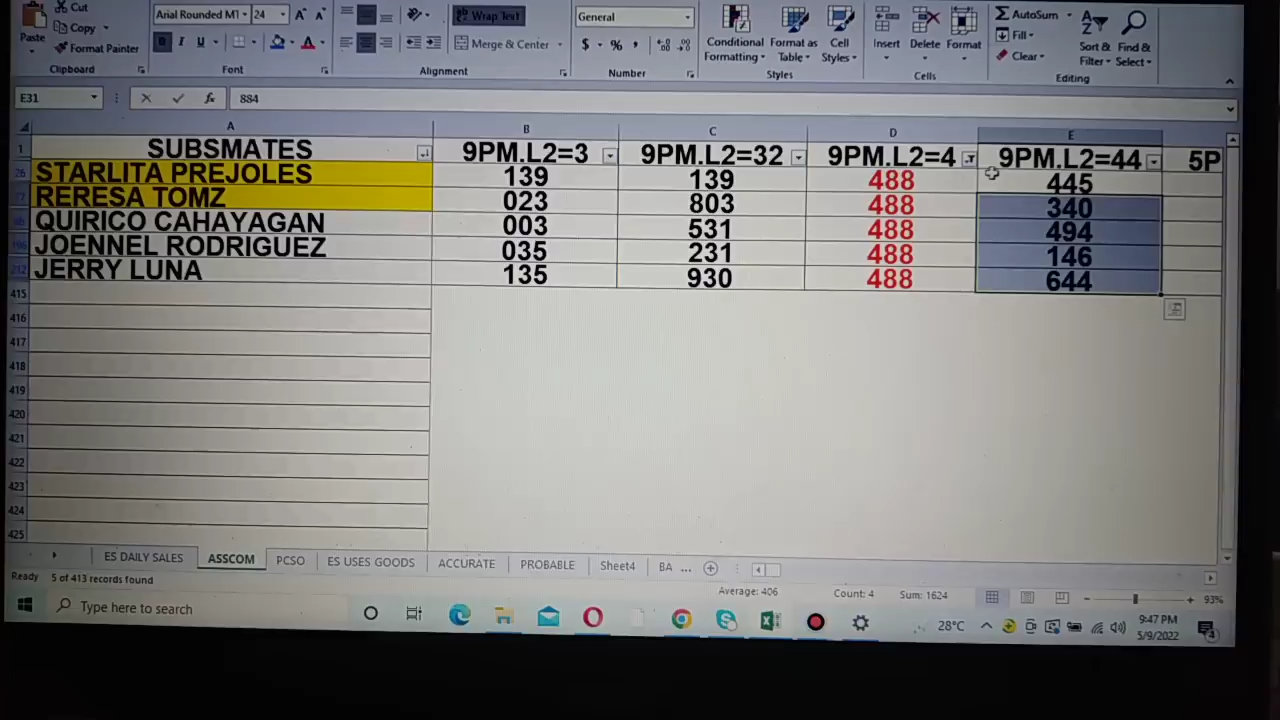 Cut
Copy
Paste
Format Painter
Clipboard
Arial Rounded MT
24
Font
Wrap Text
Merge & Center
Alignment
General
Number
Conditional Formatting
Format as Table
Cell Styles
Styles
Insert
Delete
Format
Cells
AutoSum
Fill
Clear
Sort & Filter
Find & Select
Editing
E31
fx
884
A B C D E
1 SUBSMATES 9PM.L2=3 9PM.L2=32 9PM.L2=4 9PM.L2=44 5P
26 STARLITA PREJOLES 139 139 488 445
RERESA TOMZ 023 803 488 340
QUIRICO CAHAYAGAN 003 531 488 494
JOENNEL RODRIGUEZ 035 231 488 146
212 JERRY LUNA 135 930 488 644
415
416
417
418
419
420
421
422
423
424
425
ES DAILY SALES ASSCOM PCSO ES USES GOODS ACCURATE PROBABLE Sheet4 BA ...
Ready 5 of 413 records found Average: 406 Count: 4 Sum: 1624 93%
Type here to search 28°C 9:47 PM
5/9/2022